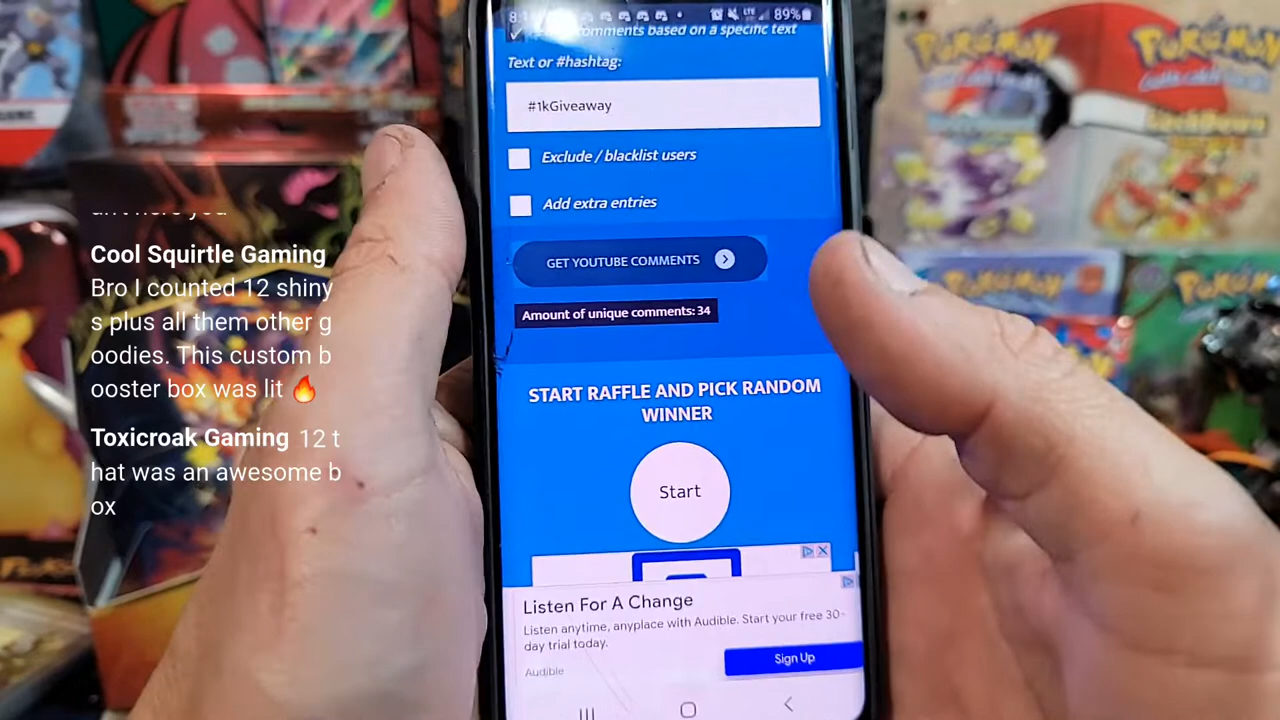 89%
comments based on a specific text
Text or #hashtag:
#1kGiveaway
Exclude / blacklist users
Add extra entries
GET YOUTUBE COMMENTS
Amount of unique comments: 34
START RAFFLE AND PICK RANDOM
WINNER
Start
Listen For A Change
Listen anytime, anyplace with Audible. Start your free 30-
day trial today.
Audible
Sign Up
Cool Squirtle Gaming
Bro I counted 12 shiny
s plus all them other g
oodies. This custom b
ooster box was lit 🔥
Toxicroak Gaming 12 t
hat was an awesome b
ox
POKÉMON
POKÉMON